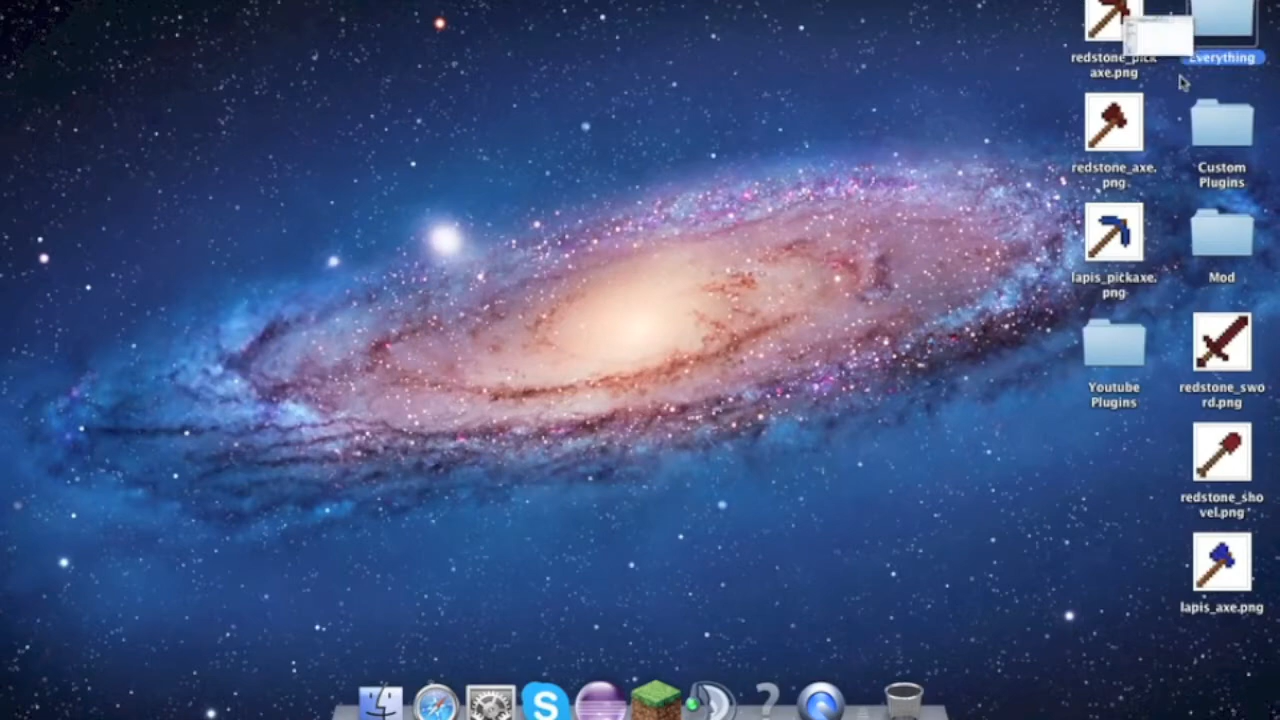 redstone_pick
axe.png
Everything
redstone_axe.
png
Custom
Plugins
lapis_pickaxe.
png
Mod
Youtube
Plugins
redstone_swo
rd.png
redstone_sho
vel.png
lapis_axe.png